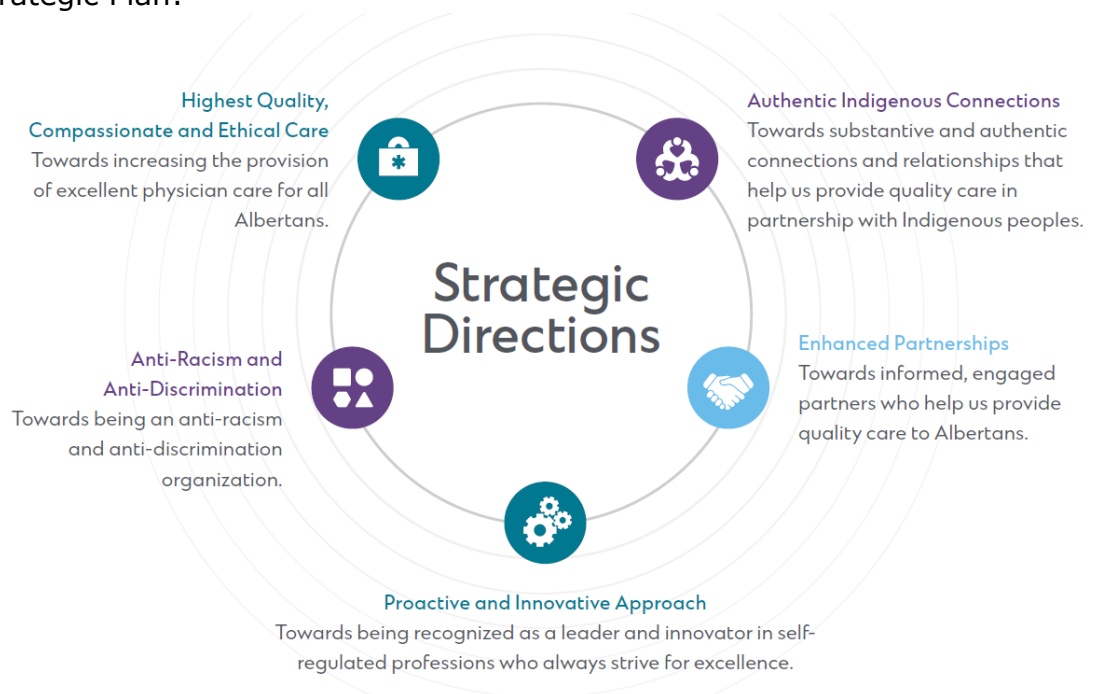 rategic Plan?
Highest Quality,
Compassionate and Ethical Care
Towards increasing the provision
of excellent physician care for all
Albertans.
Authentic Indigenous Connections
Towards substantive and authentic
connections and relationships that
help us provide quality care in
partnership with Indigenous peoples.
Strategic
Directions
Anti-Racism and
Anti-Discrimination
Towards being an anti-racism
and anti-discrimination
organization.
Enhanced Partnerships
Towards informed, engaged
partners who help us provide
quality care to Albertans.
Proactive and Innovative Approach
Towards being recognized as a leader and innovator in self-
regulated professions who always strive for excellence.